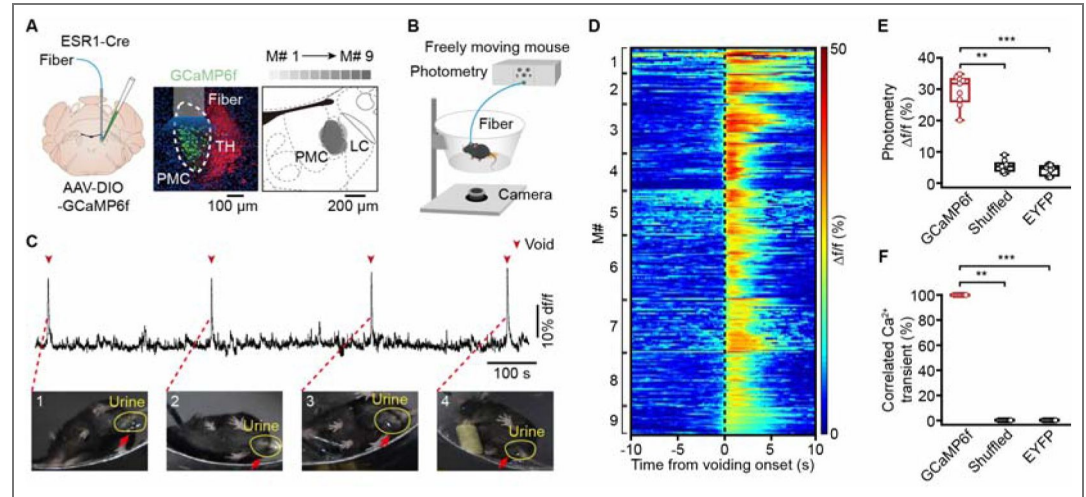 A
ESR1-Cre
Fiber
AAV-DIO
-GCaMP6f
GCaMP6f
Fiber
TH
PMC
100 μm
M# 1 M# 9
PMC
LC
200 μm
B
Freely moving mouse
Photometry
Fiber
Camera
C
Void
10% df/f
100 s
1
Urine
2
Urine
3
Urine
4
Urine
D
M#
1
2
3
4
5
6
7
8
9
-10 -5 0 5 10
Time from voiding onset (s)
50
Δf/f (%)
0
E
Photometry
Δf/f (%)
40
30
20
10
0
** ***
GCaMP6f
Shuffled
EYFP
F
Correlated Ca²⁺
transient (%)
100
80
60
40
20
0
** ***
GCaMP6f
Shuffled
EYFP